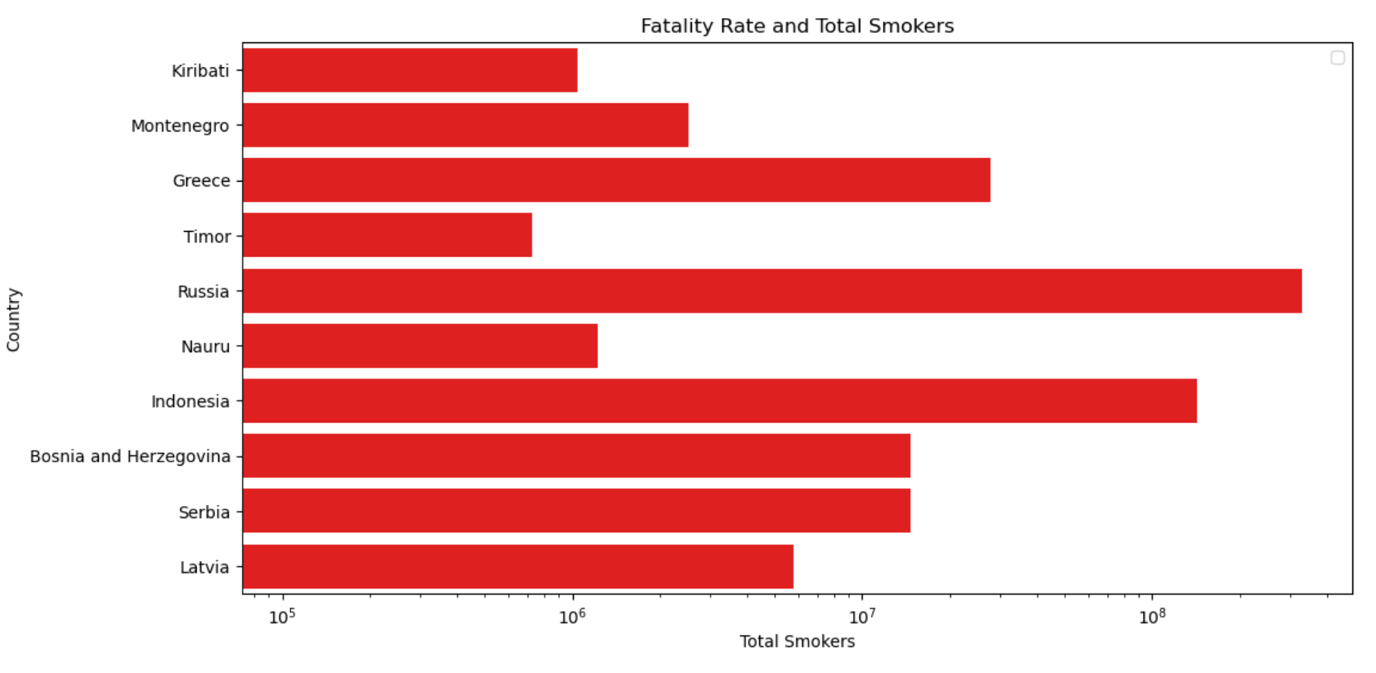 Fatality Rate and Total Smokers
Kiribati
Montenegro
Greece
Timor
Russia
Nauru
Indonesia
Bosnia and Herzegovina
Serbia
Latvia
Country
10⁵ 10⁶ 10⁷ 10⁸
Total Smokers